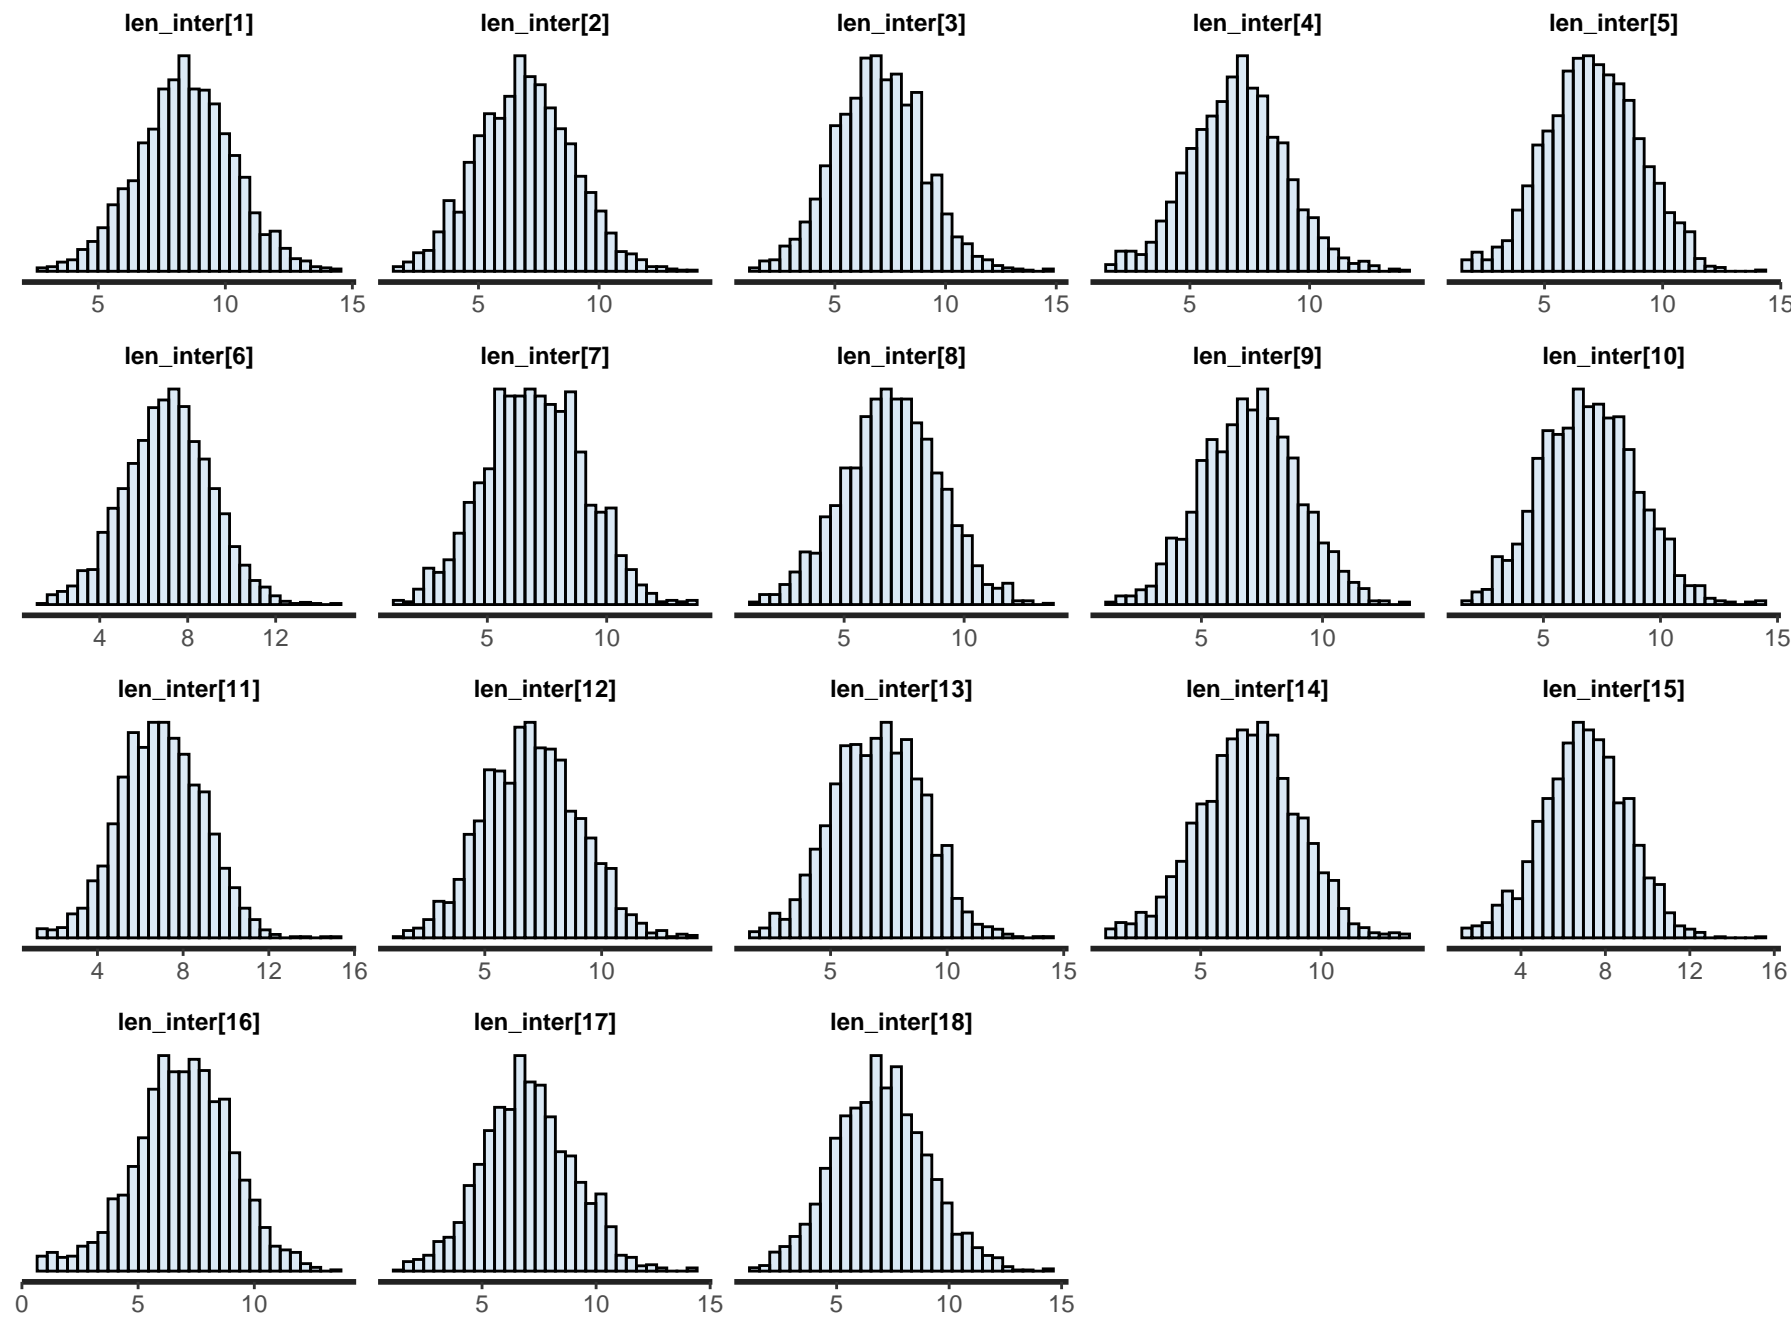 len_inter[1] len_inter[2] len_inter[3] len_inter[4] len_inter[5]
5 10 15 5 10 5 10 15 5 10 5 10 15
len_inter[6] len_inter[7] len_inter[8] len_inter[9] len_inter[10]
4 8 12 5 10 5 10 5 10 5 10 15
len_inter[11] len_inter[12] len_inter[13] len_inter[14] len_inter[15]
4 8 12 16 5 10 5 10 15 5 10 4 8 12 16
len_inter[16] len_inter[17] len_inter[18]
0 5 10 5 10 15 5 10 15